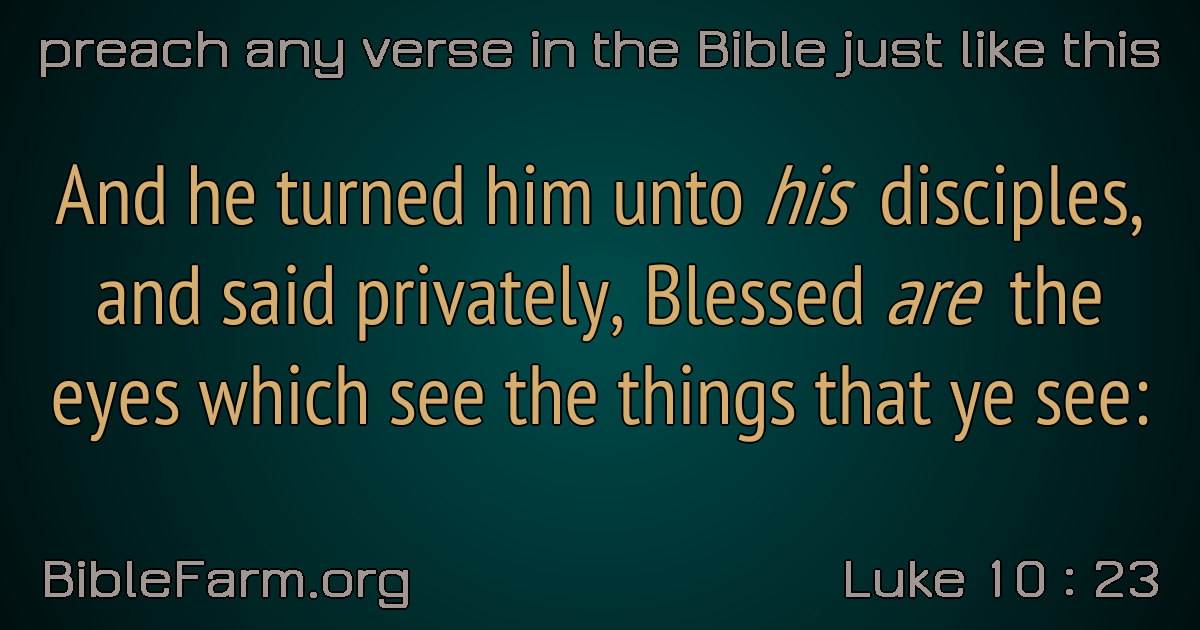 preach any verse in the Bible just like this
And he turned him unto his disciples,
and said privately, Blessed are the
eyes which see the things that ye see:
BibleFarm.org
Luke 10 : 23